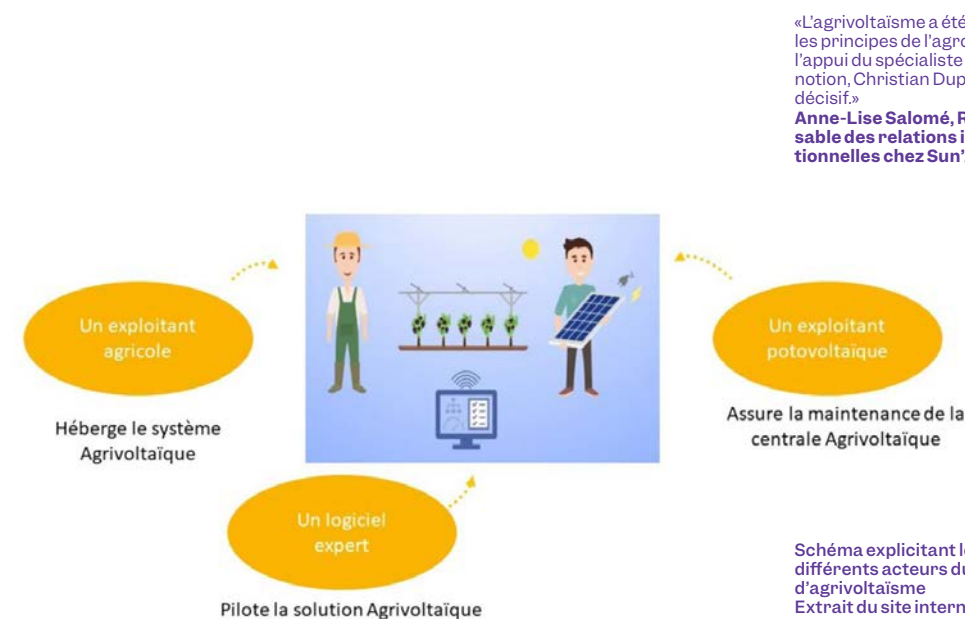 «L'agrivoltaïsme a été
les principes de l'agro
l'appui du spécialiste
notion, Christian Dup
décisif.»
Anne-Lise Salomé, R
sable des relations i
tionnelles chez Sun'
Un exploitant
agricole
Héberge le système
Agrivoltaïque
Un exploitant
potovoltaïque
Assure la maintenance de la
centrale Agrivoltaïque
Un logiciel
expert
Pilote la solution Agrivoltaïque
Schéma explicitant le
différents acteurs du
d'agrivoltaïsme
Extrait du site intern